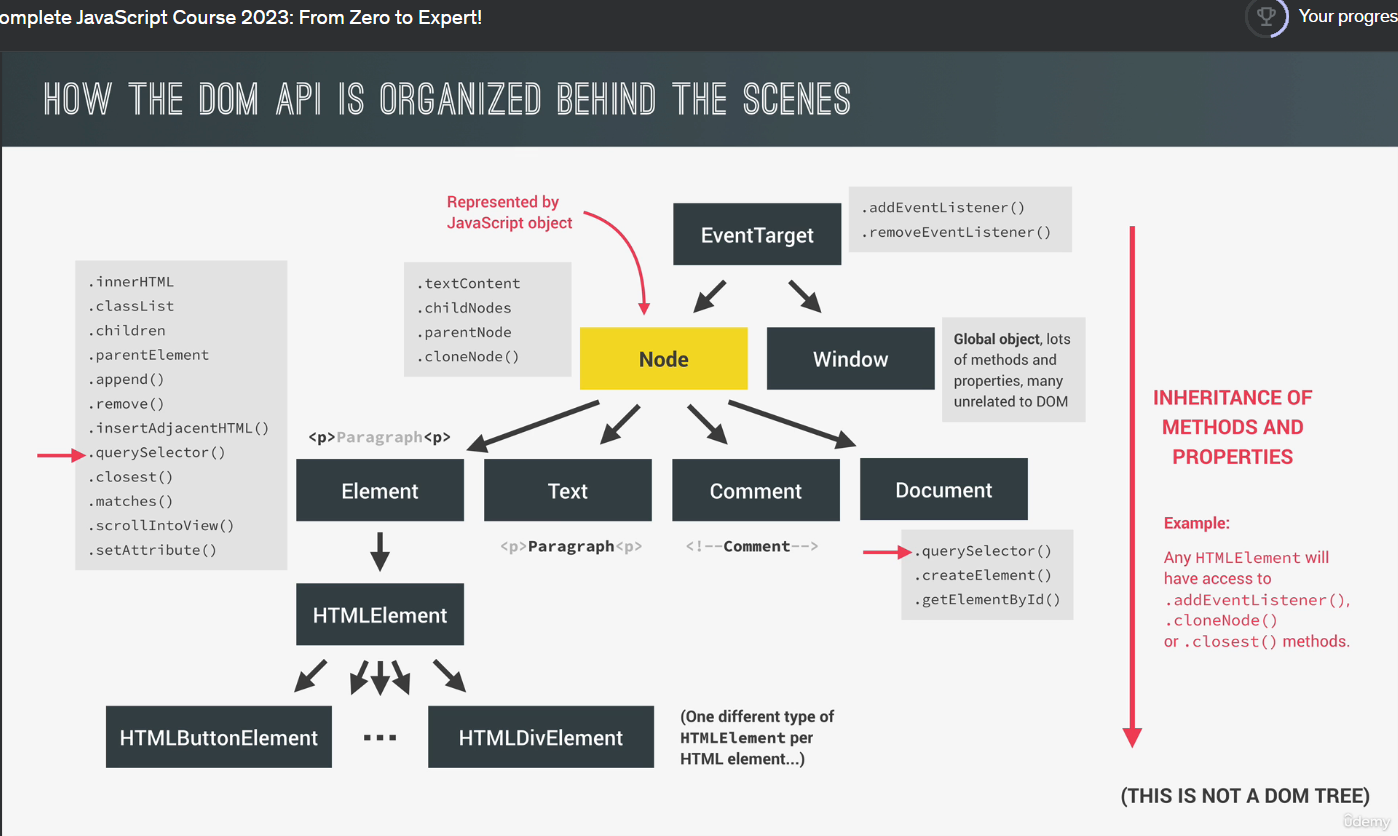 omplete JavaScript Course 2023: From Zero to Expert!
Your progres
HOW THE DOM API IS ORGANIZED BEHIND THE SCENES
Represented by
JavaScript object
EventTarget
.addEventListener()
.removeEventListener()
.innerHTML
.classList
.children
.parentElement
.append()
.remove()
.insertAdjacentHTML()
.querySelector()
.closest()
.matches()
.scrollIntoView()
.setAttribute()
.textContent
.childNodes
.parentNode
.cloneNode()
Node
Window
Global object, lots
of methods and
properties, many
unrelated to DOM
<p>Paragraph<p>
Element
Text
Comment
Document
<p>Paragraph<p>
<!--Comment-->
.querySelector()
.createElement()
.getElementById()
HTMLElement
HTMLButtonElement
...
HTMLDivElement
(One different type of
HTMLElement per
HTML element...)
INHERITANCE OF
METHODS AND
PROPERTIES
Example:
Any HTMLElement will
have access to
.addEventListener(),
.cloneNode()
or .closest() methods.
(THIS IS NOT A DOM TREE)
ûdemy